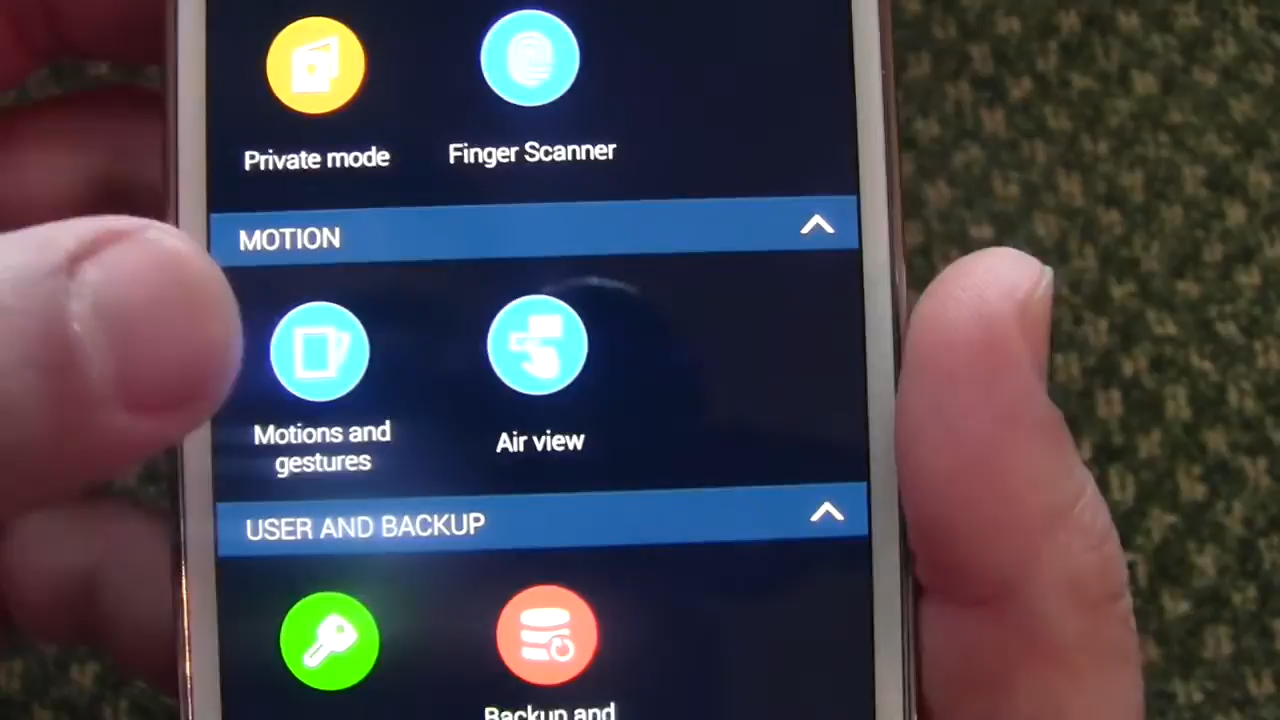 Private mode
Finger Scanner
MOTION
Motions and
gestures
Air view
USER AND BACKUP
Backup and